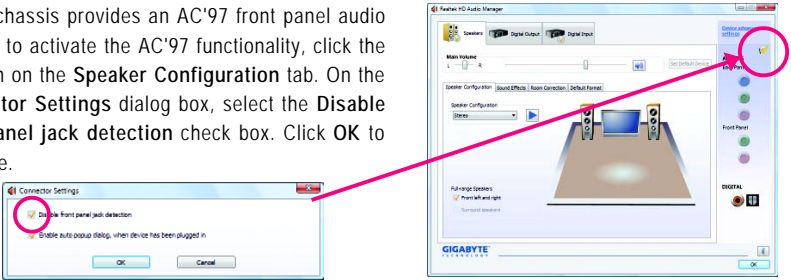 chassis provides an AC'97 front panel audio
to activate the AC'97 functionality, click the
on the Speaker Configuration tab. On the
Settings dialog box, select the Disable
jack detection check box. Click OK to
Connector Settings
Disable front panel jack detection
Enable auto popup dialog, when device has been plugged in
OK
Cancel
Realtek HD Audio Manager
Speakers
Digital Output
Digital Input
Device advanced settings
Main Volume
L
R
Set Default Device
Speaker Configuration
Sound Effects
Room Correction
Default Format
Speaker Configuration
Stereo
Full-range Speakers
Front left and right
Surround speakers
Front Panel
DIGITAL
GIGABYTE
TECHNOLOGY
i
OK